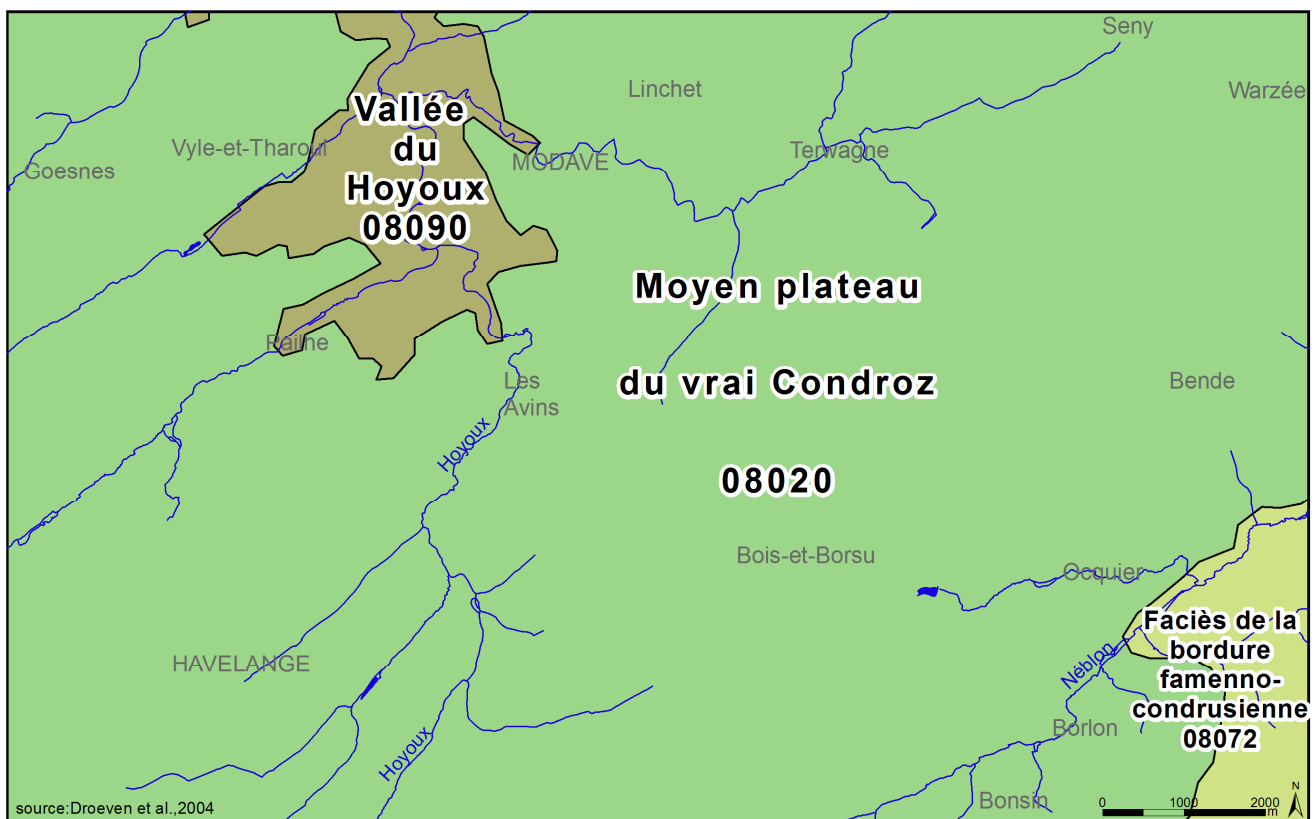 Seny
Linchet
Warzée
Vallée
du
Hoyoux
08090
Vyle-et-Tharoul
Goesnes
MODAVE
Terwagne
Moyen plateau
du vrai Condroz
08020
Pailhe
Les
Avins
Bende
Hoyoux
Bois-et-Borsu
Ocquier
HAVELANGE
Néblon
Faciès de la
bordure
famenno-
condrusienne
08072
Borlon
Hoyoux
Bonsin
source:Droeven et al.,2004
0 1000 2000
m
N